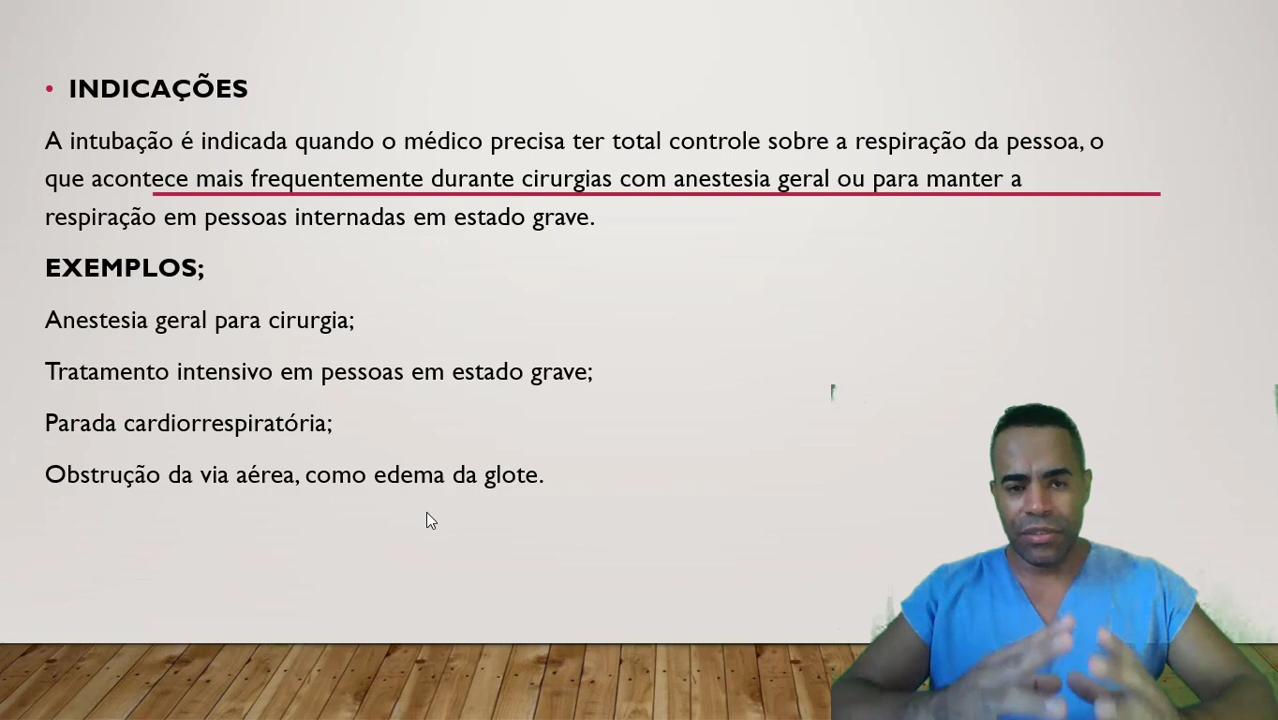 • INDICAÇÕES
A intubação é indicada quando o médico precisa ter total controle sobre a respiração da pessoa, o
que acontece mais frequentemente durante cirurgias com anestesia geral ou para manter a
respiração em pessoas internadas em estado grave.
EXEMPLOS;
Anestesia geral para cirurgia;
Tratamento intensivo em pessoas em estado grave;
Parada cardiorrespiratória;
Obstrução da via aérea, como edema da glote.